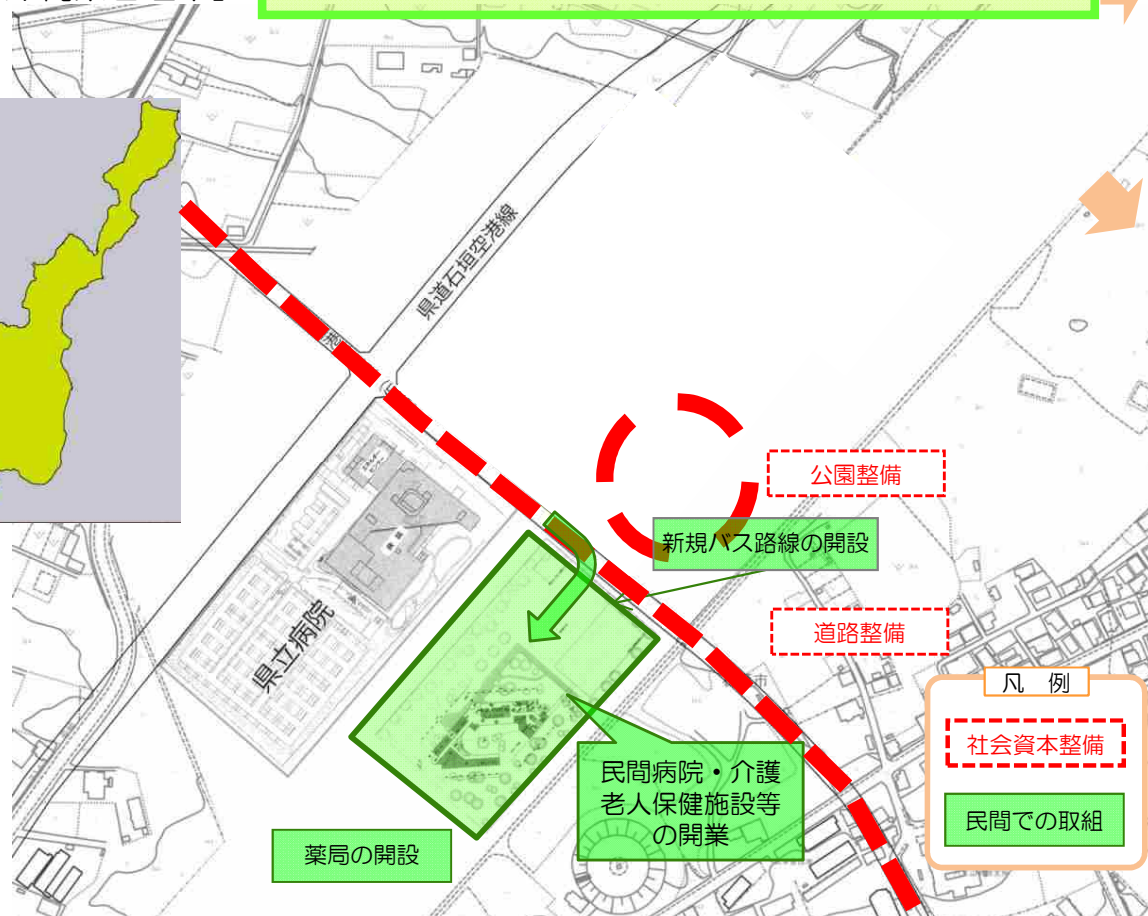 県道石垣空港線
港
公園整備
新規バス路線の開設
道路整備
県立病院
凡 例
社会資本整備
民間での取組
民間病院・介護
老人保健施設等
の開業
薬局の開設